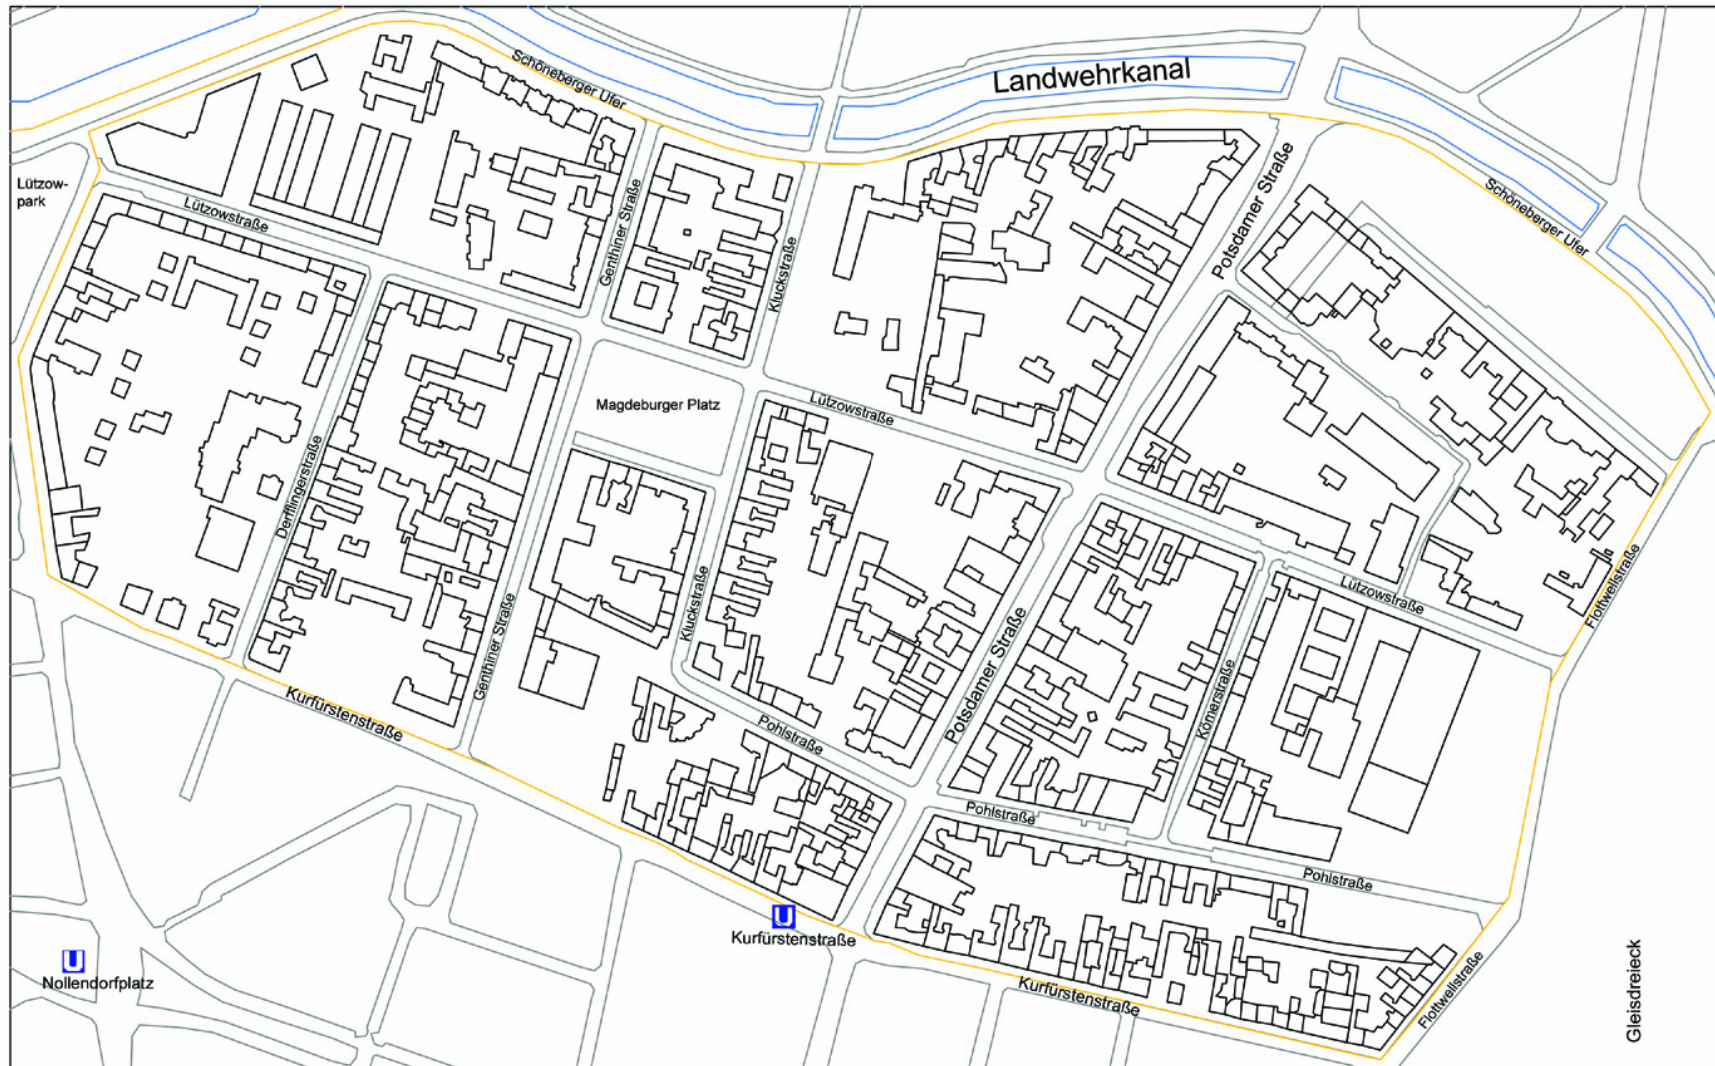 Landwehrkanal
Schöneberger Ufer
Lützow-
park
Lützowstraße
Genthiner Straße
Kluckstraße
Potsdamer Straße
Schöneberger Ufer
Magdeburger Platz
Lützowstraße
Derfflingerstraße
Genthiner Straße
Kluckstraße
Potsdamer Straße
Lützowstraße
Flottwellstraße
Körnerstraße
Kurfürstenstraße
Pohlstraße
Pohlstraße
Pohlstraße
U
Kurfürstenstraße
U
Nollendorfplatz
Kurfürstenstraße
Flottwellstraße
Gleisdreieck